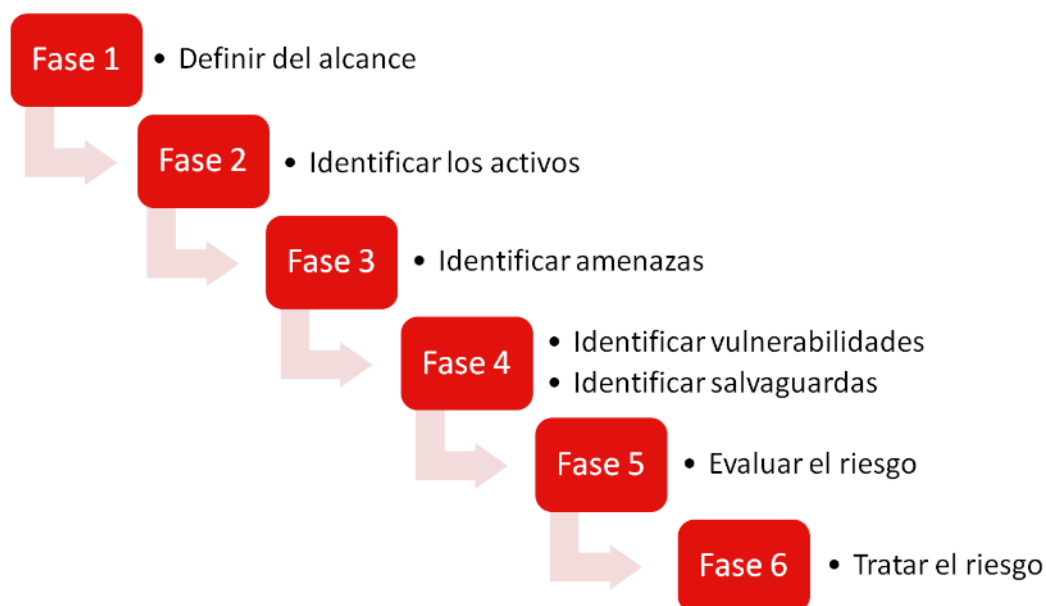 Fase 1
• Definir del alcance
Fase 2
• Identificar los activos
Fase 3
• Identificar amenazas
Fase 4
• Identificar vulnerabilidades
• Identificar salvaguardas
Fase 5
• Evaluar el riesgo
Fase 6
• Tratar el riesgo